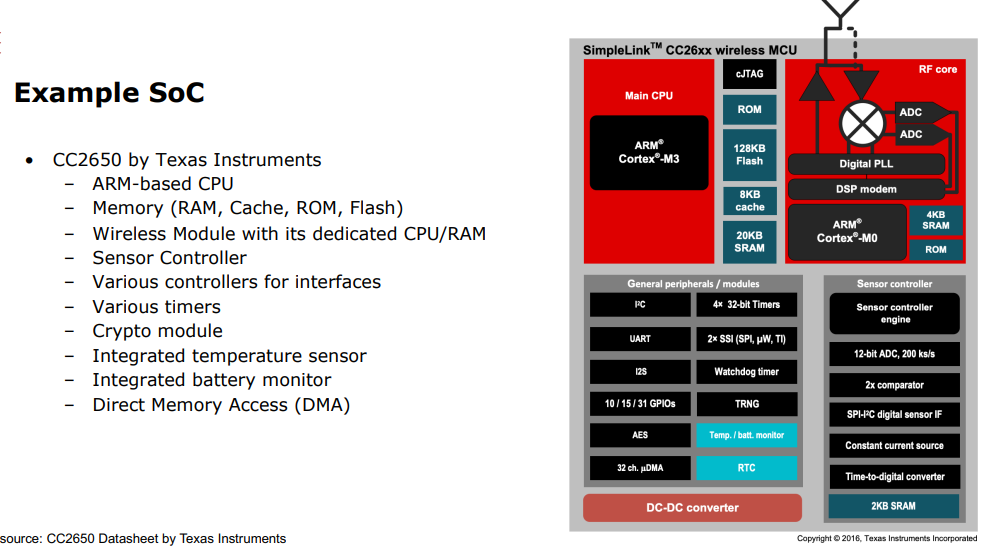 Example SoC
• CC2650 by Texas Instruments
– ARM-based CPU
– Memory (RAM, Cache, ROM, Flash)
– Wireless Module with its dedicated CPU/RAM
– Sensor Controller
– Various controllers for interfaces
– Various timers
– Crypto module
– Integrated temperature sensor
– Integrated battery monitor
– Direct Memory Access (DMA)
source: CC2650 Datasheet by Texas Instruments
SimpleLink™ CC26xx wireless MCU
Main CPU
ARM®
Cortex®-M3
cJTAG
ROM
128KB
Flash
8KB
cache
20KB
SRAM
RF core
ADC
ADC
Digital PLL
DSP modem
ARM®
Cortex®-M0
4KB
SRAM
ROM
General peripherals / modules
I²C
4× 32-bit Timers
UART
2× SSI (SPI, µW, TI)
I2S
Watchdog timer
10 / 15 / 31 GPIOs
TRNG
AES
Temp. / batt. monitor
32 ch. µDMA
RTC
DC-DC converter
Sensor controller
Sensor controller
engine
12-bit ADC, 200 ks/s
2x comparator
SPI-I²C digital sensor IF
Constant current source
Time-to-digital converter
2KB SRAM
Copyright © 2016, Texas Instruments Incorporated